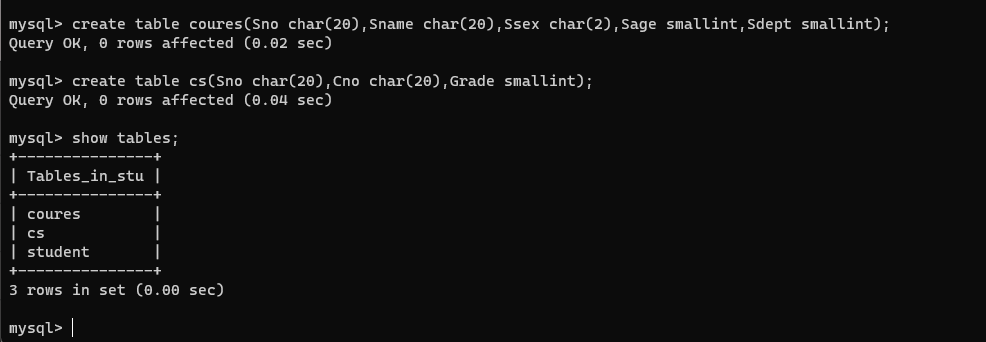 mysql> create table coures(Sno char(20),Sname char(20),Ssex char(2),Sage smallint,Sdept smallint);
Query OK, 0 rows affected (0.02 sec)
mysql> create table cs(Sno char(20),Cno char(20),Grade smallint);
Query OK, 0 rows affected (0.04 sec)
mysql> show tables;
+---------------+
| Tables_in_stu |
+---------------+
| coures        |
| cs            |
| student       |
+---------------+
3 rows in set (0.00 sec)
mysql>